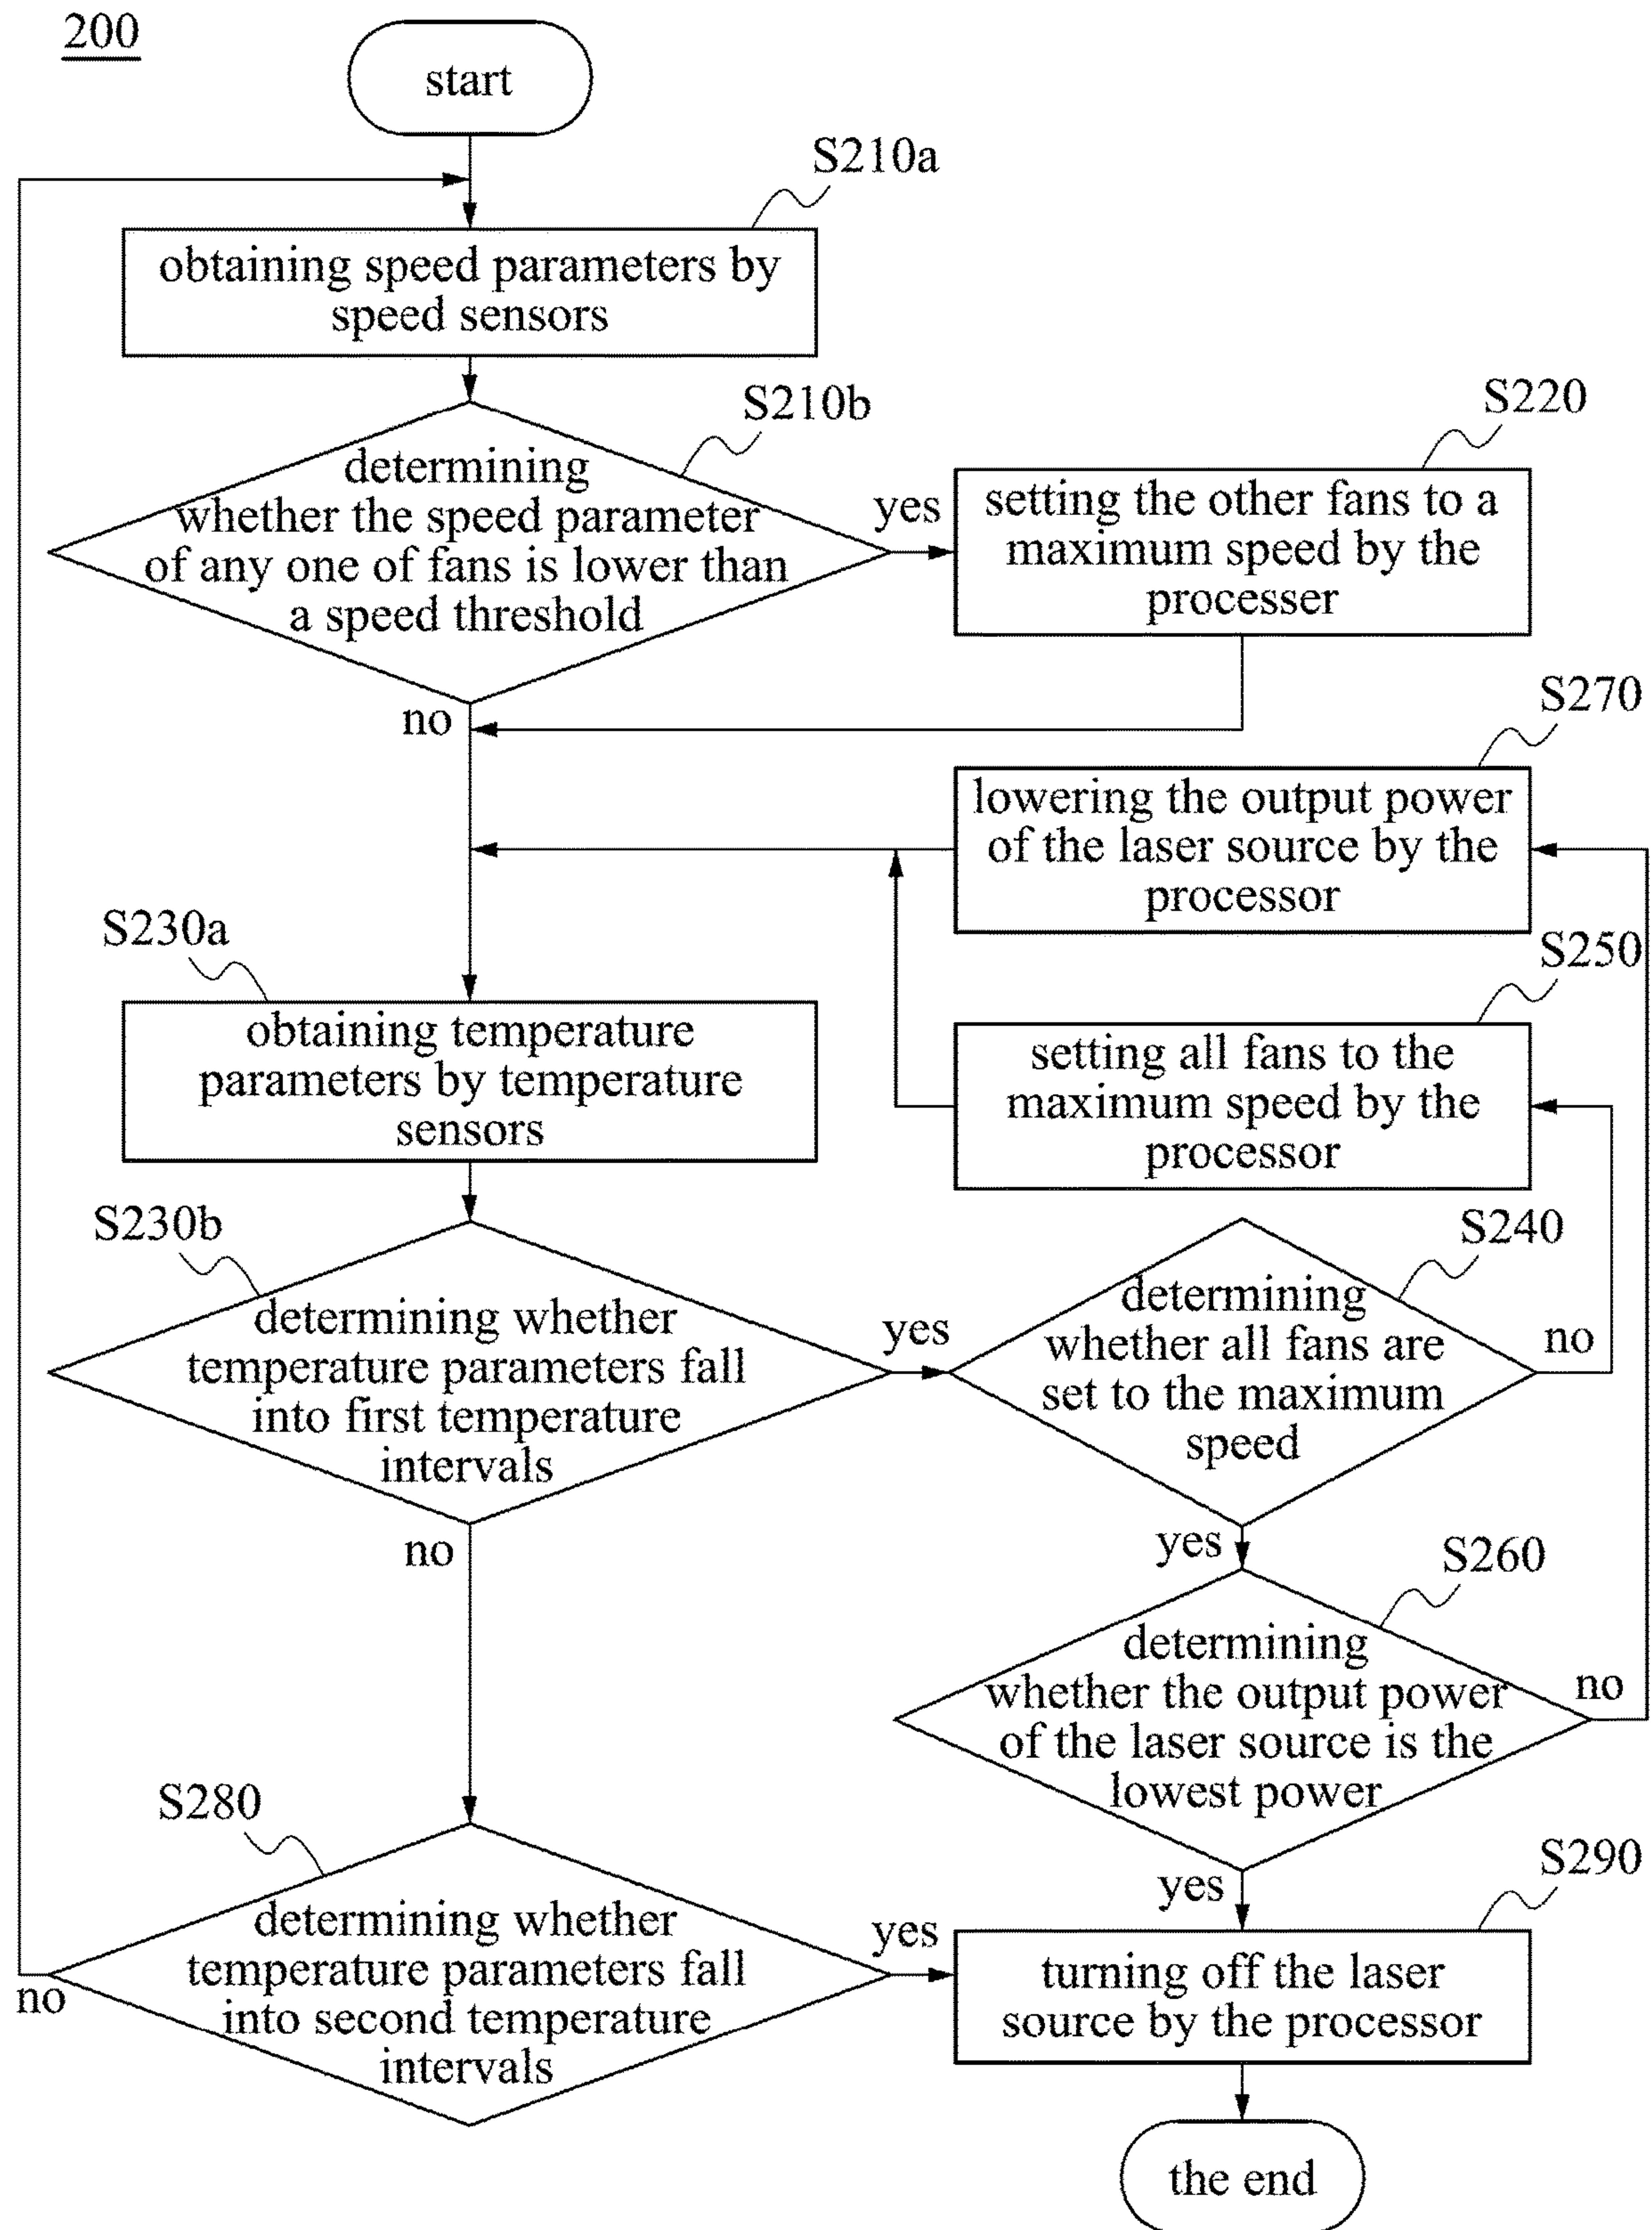 200
start
S210a
obtaining speed parameters by
speed sensors
S210b
determining
whether the speed parameter
of any one of fans is lower than
a speed threshold
yes
S220
setting the other fans to a
maximum speed by the
processer
no
S270
lowering the output power
of the laser source by the
processor
S230a
obtaining temperature
parameters by temperature
sensors
S250
setting all fans to the
maximum speed by the
processor
S230b
determining whether
temperature parameters fall
into first temperature
intervals
yes
S240
determining
whether all fans are
set to the maximum
speed
no
no
yes
S260
determining
whether the output power
of the laser source is the
lowest power
no
S280
determining whether
temperature parameters fall
into second temperature
intervals
no
yes
yes
S290
turning off the laser
source by the processor
the end